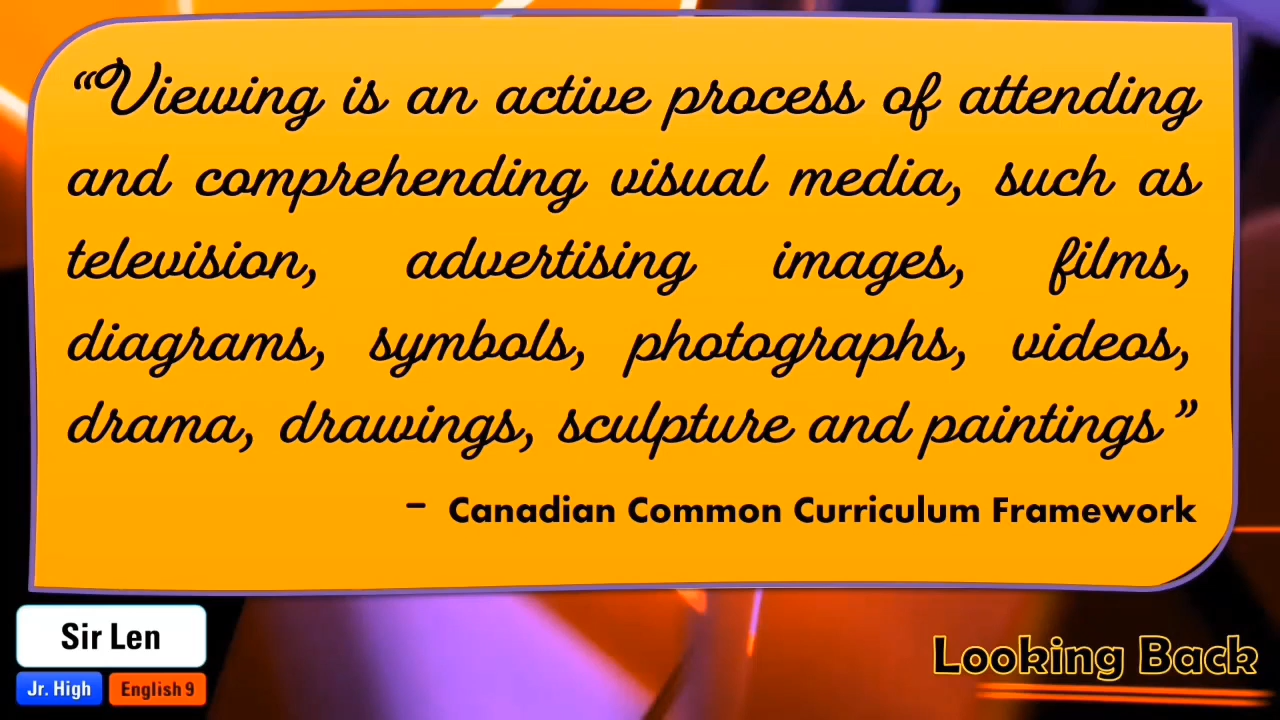 “Viewing is an active process of attending
and comprehending visual media, such as
television, advertising images, films,
diagrams, symbols, photographs, videos,
drama, drawings, sculpture and paintings”
– Canadian Common Curriculum Framework
Sir Len
Jr. High English 9
Looking Back